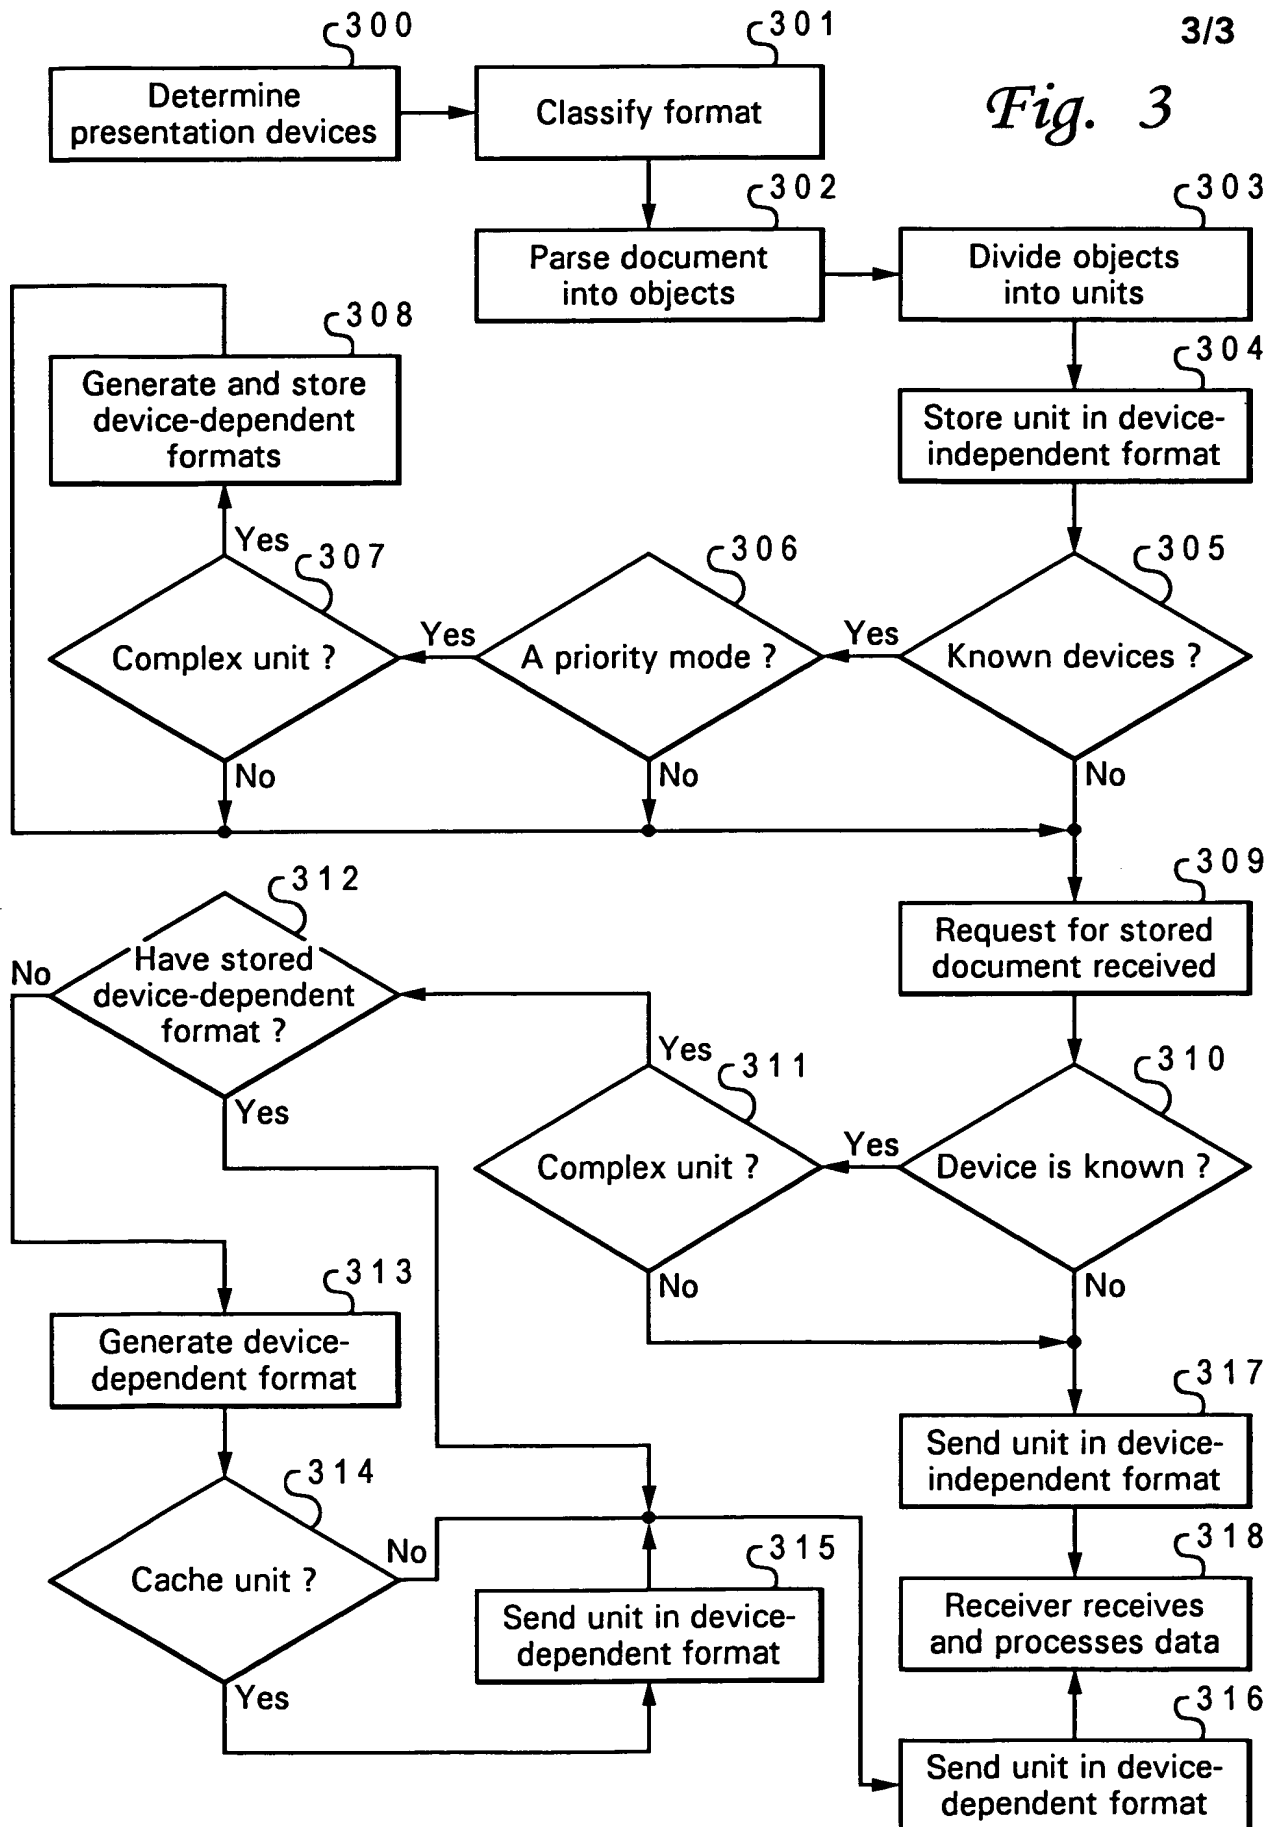 3/3
Fig. 3
300
Determine
presentation devices
301
Classify format
302
Parse document
into objects
303
Divide objects
into units
304
Store unit in device-
independent format
305
Known devices ?
Yes
No
306
A priority mode ?
Yes
No
307
Complex unit ?
Yes
No
308
Generate and store
device-dependent
formats
309
Request for stored
document received
310
Device is known ?
Yes
No
311
Complex unit ?
Yes
No
312
Have stored
device-dependent
format ?
No
Yes
313
Generate device-
dependent format
314
Cache unit ?
No
Yes
315
Send unit in device-
dependent format
316
Send unit in device-
dependent format
317
Send unit in device-
independent format
318
Receiver receives
and processes data